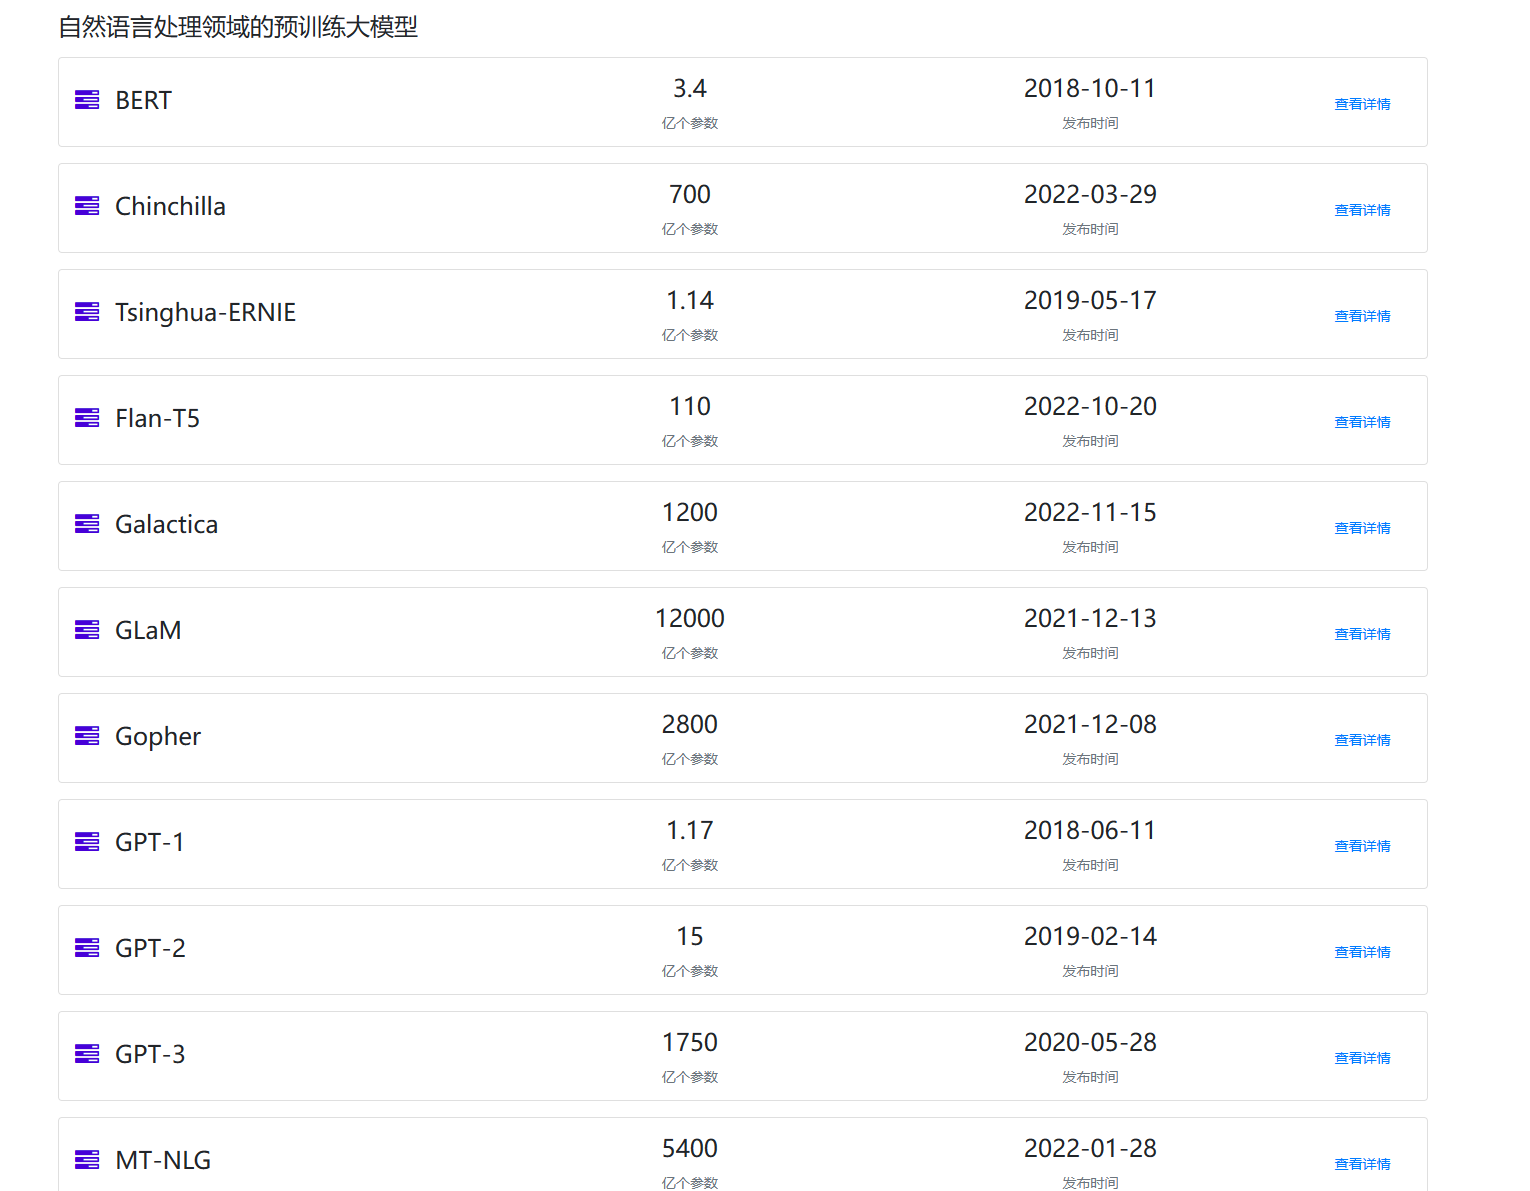 自然语言处理领域的预训练大模型
BERT
3.4
亿个参数
2018-10-11
发布时间
查看详情
Chinchilla
700
亿个参数
2022-03-29
发布时间
查看详情
Tsinghua-ERNIE
1.14
亿个参数
2019-05-17
发布时间
查看详情
Flan-T5
110
亿个参数
2022-10-20
发布时间
查看详情
Galactica
1200
亿个参数
2022-11-15
发布时间
查看详情
GLaM
12000
亿个参数
2021-12-13
发布时间
查看详情
Gopher
2800
亿个参数
2021-12-08
发布时间
查看详情
GPT-1
1.17
亿个参数
2018-06-11
发布时间
查看详情
GPT-2
15
亿个参数
2019-02-14
发布时间
查看详情
GPT-3
1750
亿个参数
2020-05-28
发布时间
查看详情
MT-NLG
5400
亿个参数
2022-01-28
发布时间
查看详情